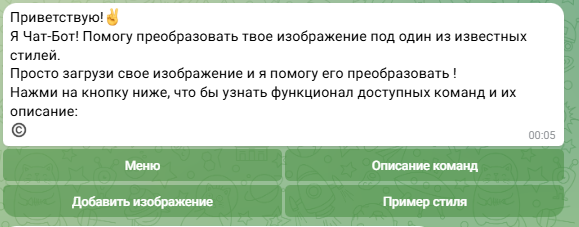 Приветствую!✌
Я Чат-Бот! Помогу преобразовать твое изображение под один из известных
стилей.
Просто загрузи свое изображение и я помогу его преобразовать !
Нажми на кнопку ниже, что бы узнать функционал доступных команд и их
описание:
©
00:05
Меню
Описание команд
Добавить изображение
Пример стиля